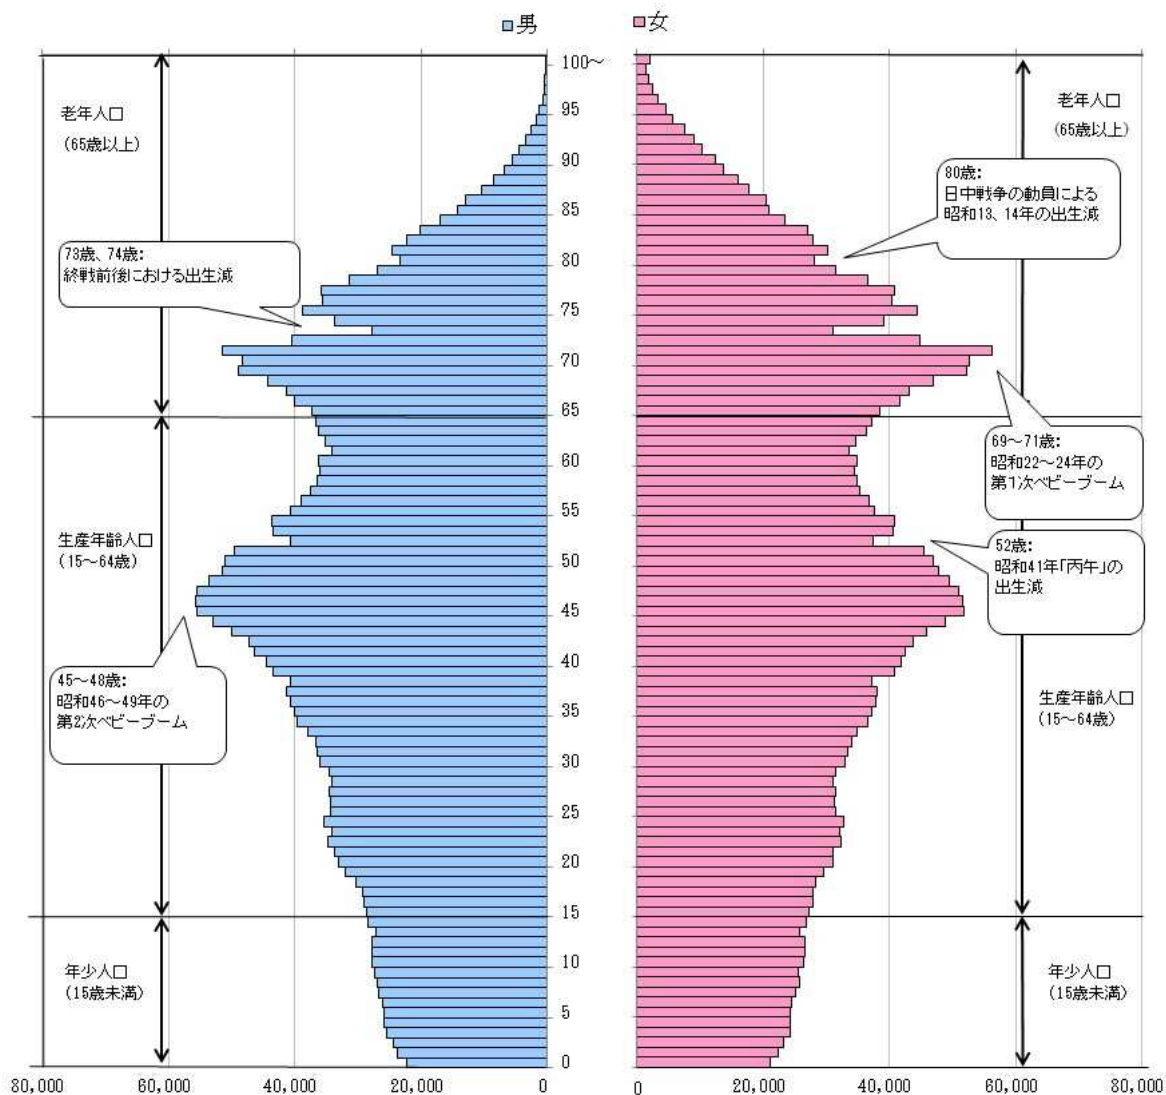 男
女
100~
95
90
85
80
75
70
65
60
55
50
45
40
35
30
25
20
15
10
5
0
老年人口
(65歳以上)
73歳、74歳:
終戦前後における出生減
生産年齢人口
(15~64歳)
45~48歳:
昭和46~49年の
第2次ベビーブーム
年少人口
(15歳未満)
老年人口
(65歳以上)
80歳:
日中戦争の動員による
昭和13、14年の出生減
69~71歳:
昭和22~24年の
第1次ベビーブーム
52歳:
昭和41年「丙午」の
出生減
生産年齢人口
(15~64歳)
年少人口
(15歳未満)
80,000 60,000 40,000 20,000 0
0 20,000 40,000 60,000 80,000